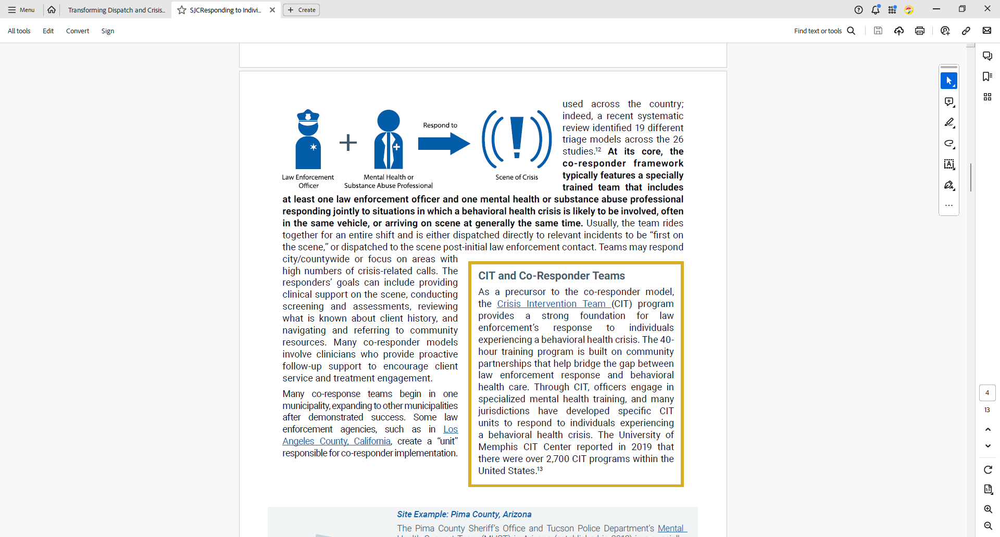 Menu
Transforming Dispatch and Crisis...
SJCResponding to Indivi...
Create
All tools
Edit
Convert
Sign
Find text or tools
Respond to
Law Enforcement
Officer
Mental Health or
Substance Abuse Professional
Scene of Crisis
used across the country;
indeed, a recent systematic
review identified 19 different
triage models across the 26
studies.¹² At its core, the
co-responder framework
typically features a specially
trained team that includes
at least one law enforcement officer and one mental health or substance abuse professional
responding jointly to situations in which a behavioral health crisis is likely to be involved, often
in the same vehicle, or arriving on scene at generally the same time. Usually, the team rides
together for an entire shift and is either dispatched directly to relevant incidents to be “first on
the scene,” or dispatched to the scene post-initial law enforcement contact. Teams may respond
city/countywide or focus on areas with
high numbers of crisis-related calls. The
responders’ goals can include providing
clinical support on the scene, conducting
screening and assessments, reviewing
what is known about client history, and
navigating and referring to community
resources. Many co-responder models
involve clinicians who provide proactive
follow-up support to encourage client
service and treatment engagement.
Many co-response teams begin in one
municipality, expanding to other municipalities
after demonstrated success. Some law
enforcement agencies, such as in Los
Angeles County, California, create a “unit”
responsible for co-responder implementation.
CIT and Co-Responder Teams
As a precursor to the co-responder model,
the Crisis Intervention Team (CIT) program
provides a strong foundation for law
enforcement’s response to individuals
experiencing a behavioral health crisis. The 40-
hour training program is built on community
partnerships that help bridge the gap between
law enforcement response and behavioral
health care. Through CIT, officers engage in
specialized mental health training, and many
jurisdictions have developed specific CIT
units to respond to individuals experiencing
a behavioral health crisis. The University of
Memphis CIT Center reported in 2019 that
there were over 2,700 CIT programs within the
United States.¹³
Site Example: Pima County, Arizona
The Pima County Sheriff’s Office and Tucson Police Department’s Mental
4
13